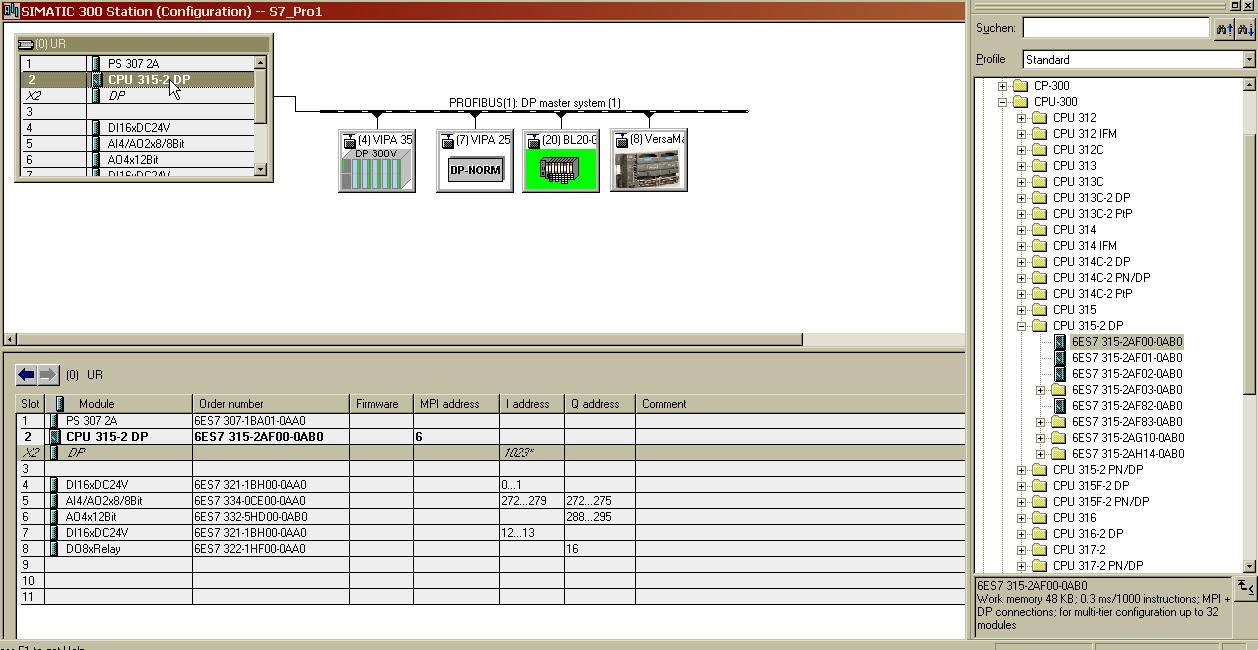 SIMATIC 300 Station (Configuration) -- S7_Pro1
(0) UR
1 PS 307 2A
2 CPU 315-2 DP
X2 DP
3
4 DI16xDC24V
5 AI4/AO2x8/8Bit
6 AO4x12Bit
7 DI16xDC24V
PROFIBUS(1): DP master system (1)
(4) VIPA 35
DP 300V
(7) VIPA 25
DP-NORM
(20) BL20-G
(8) VersaMa
(0) UR
Slot Module Order number Firmware MPI address I address Q address Comment
1 PS 307 2A 6ES7 307-1BA01-0AA0
2 CPU 315-2 DP 6ES7 315-2AF00-0AB0 6
X2 DP 1023*
3
4 DI16xDC24V 6ES7 321-1BH00-0AA0 0...1
5 AI4/AO2x8/8Bit 6ES7 334-0CE00-0AA0 272...279 272...275
6 AO4x12Bit 6ES7 332-5HD00-0AB0 288...295
7 DI16xDC24V 6ES7 321-1BH00-0AA0 12...13
8 DO8xRelay 6ES7 322-1HF00-0AA0 16
9
10
11
Suchen:
Profile Standard
CP-300
CPU-300
CPU 312
CPU 312 IFM
CPU 312C
CPU 313
CPU 313C
CPU 313C-2 DP
CPU 313C-2 PtP
CPU 314
CPU 314 IFM
CPU 314C-2 DP
CPU 314C-2 PN/DP
CPU 314C-2 PtP
CPU 315
CPU 315-2 DP
6ES7 315-2AF00-0AB0
6ES7 315-2AF01-0AB0
6ES7 315-2AF02-0AB0
6ES7 315-2AF03-0AB0
6ES7 315-2AF82-0AB0
6ES7 315-2AF83-0AB0
6ES7 315-2AG10-0AB0
6ES7 315-2AH14-0AB0
CPU 315-2 PN/DP
CPU 315F-2 DP
CPU 315F-2 PN/DP
CPU 316
CPU 316-2 DP
CPU 317-2
CPU 317-2 PN/DP
6ES7 315-2AF00-0AB0
Work memory 48 KB; 0.3 ms/1000 instructions; MPI +
DP connections; for multi-tier configuration up to 32
modules
F1 to get Help